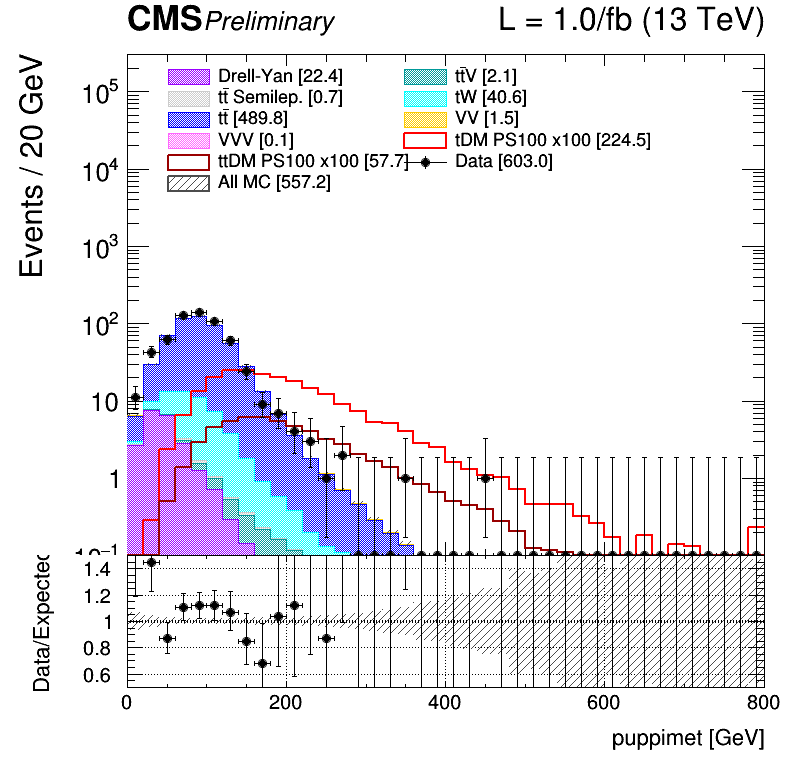 CMS Preliminary L = 1.0/fb (13 TeV)
Events / 20 GeV
Drell-Yan [22.4]
tt̄ Semilep. [0.7]
tt̄ [489.8]
VVV [0.1]
ttDM PS100 x100 [57.7]
All MC [557.2]
tt̄V [2.1]
tW [40.6]
VV [1.5]
tDM PS100 x100 [224.5]
Data [603.0]
10⁵
10⁴
10³
10²
10
1
10⁻¹
Data/Expected
1.4
1.2
1
0.8
0.6
0 200 400 600 800
puppimet [GeV]